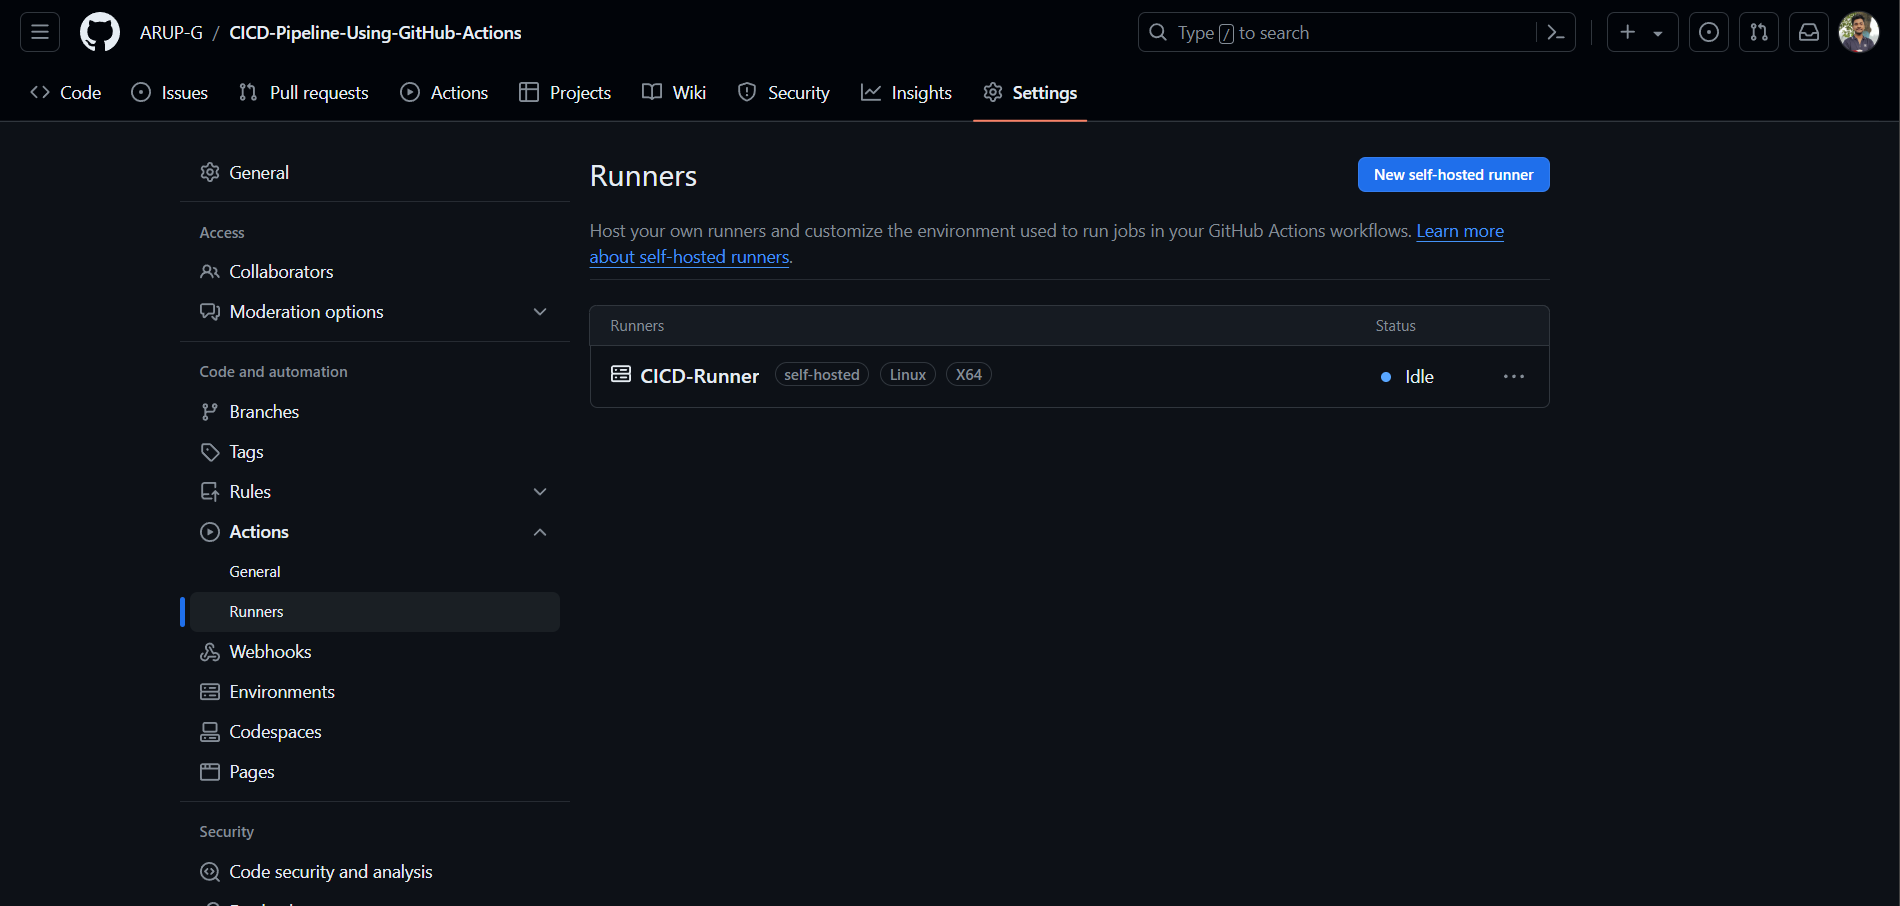 ARUP-G / CICD-Pipeline-Using-GitHub-Actions
Type / to search
Code
Issues
Pull requests
Actions
Projects
Wiki
Security
Insights
Settings
General
Access
Collaborators
Moderation options
Code and automation
Branches
Tags
Rules
Actions
General
Runners
Webhooks
Environments
Codespaces
Pages
Security
Code security and analysis
Runners
New self-hosted runner
Host your own runners and customize the environment used to run jobs in your GitHub Actions workflows. Learn more
about self-hosted runners.
Runners
Status
CICD-Runner self-hosted Linux X64
Idle